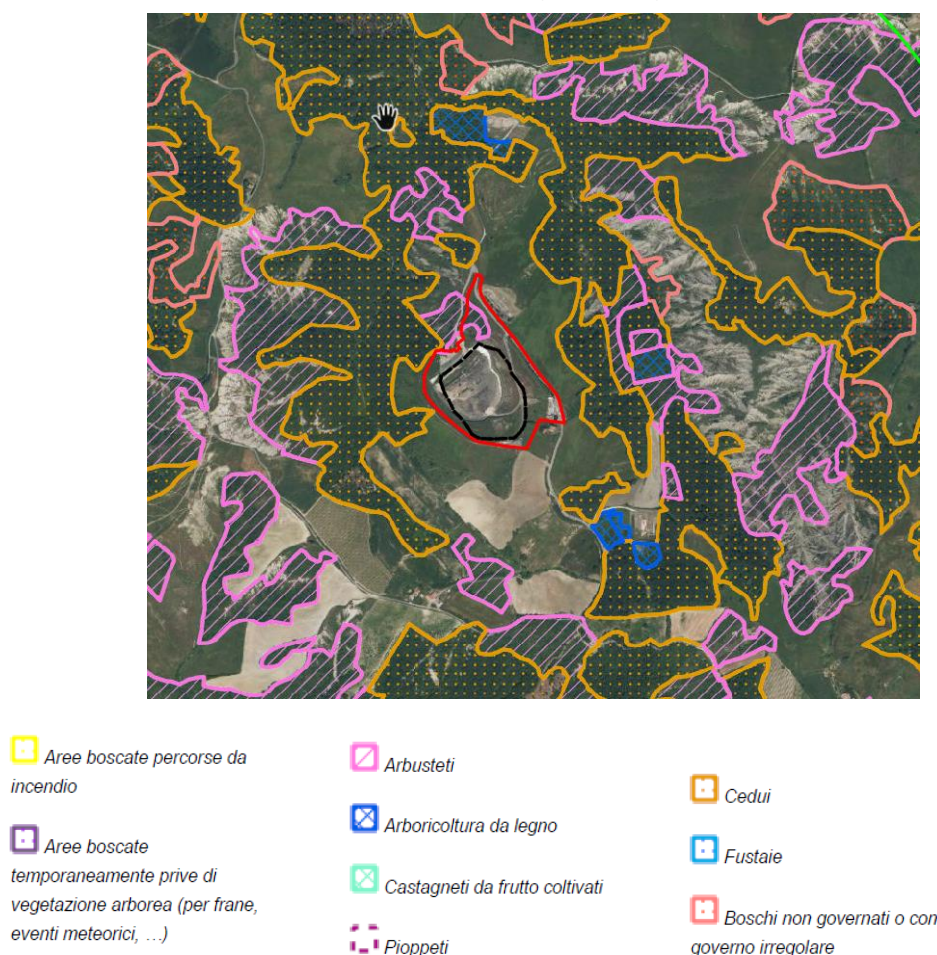 Aree boscate percorse da
incendio
Aree boscate
temporaneamente prive di
vegetazione arborea (per frane,
eventi meteorici, …)
Arbusteti
Arboricoltura da legno
Castagneti da frutto coltivati
Pioppeti
Cedui
Fustaie
Boschi non governati o con
governo irregolare